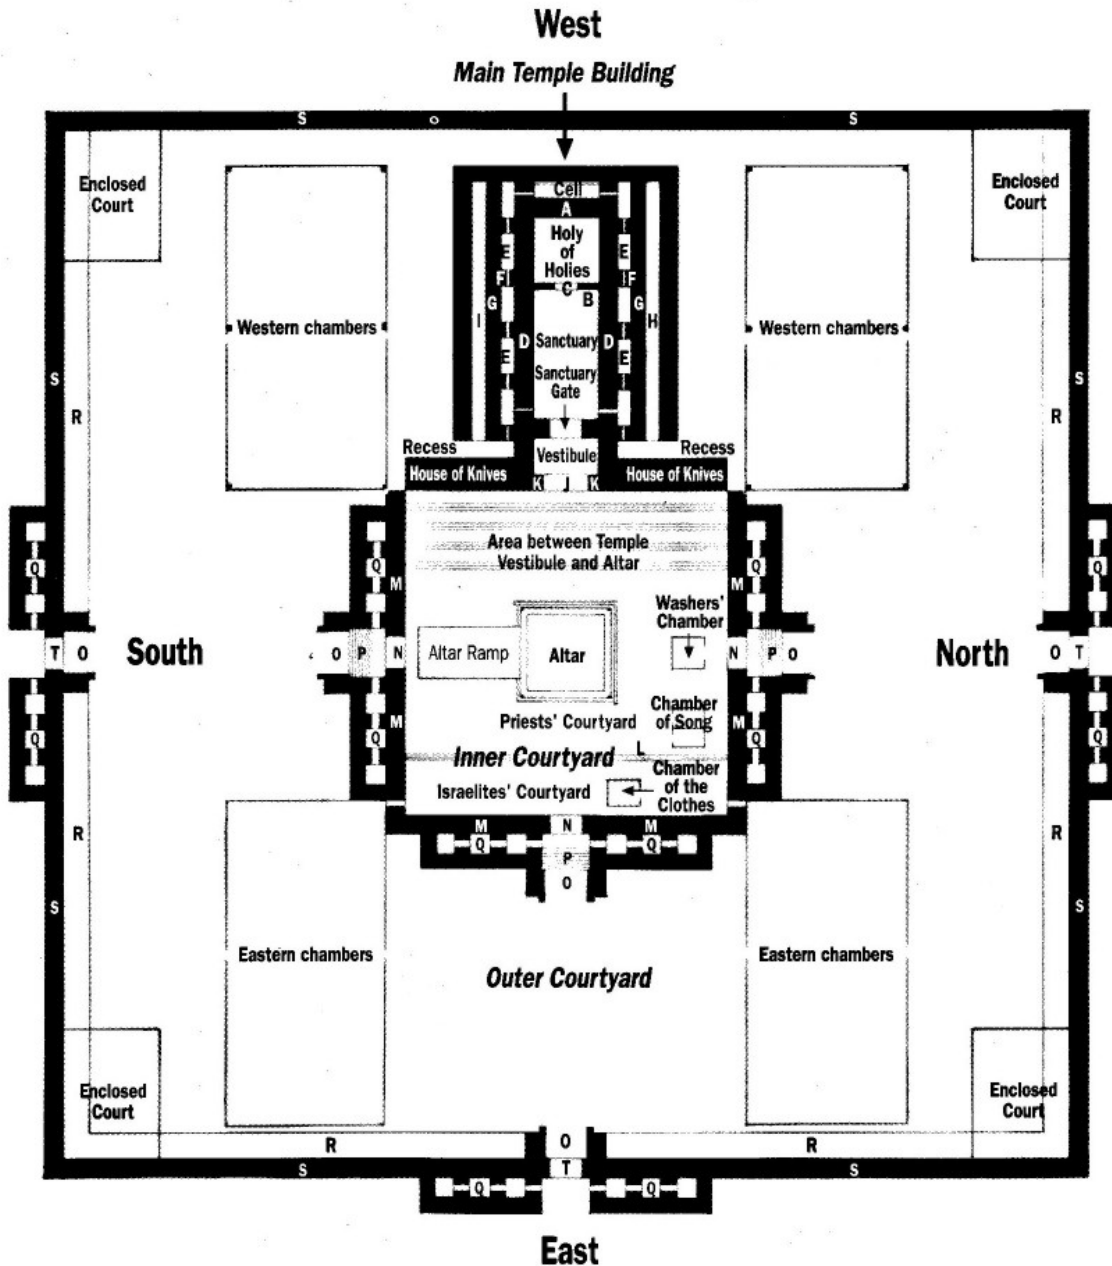 West
Main Temple Building
S
S
Enclosed
Court
Cell
A
Enclosed
Court
Holy
of
Holies
E
E
F
F
C
B
G
G
I
H
Western chambers
Western chambers
D
Sanctuary
D
E
E
S
S
Sanctuary
Gate
R
R
Recess
Recess
Vestibule
House of Knives
House of Knives
K
J
K
Area between Temple
Vestibule and Altar
Q
Q
Q
Q
M
M
Washers'
Chamber
T
O
South
O
P
N
Altar Ramp
Altar
N
P
O
North
O
T
Chamber
of Song
Priests' Courtyard
Q
Q
M
M
Q
Q
L
Inner Courtyard
Chamber
of the
Clothes
Israelites' Courtyard
R
M
N
M
R
Q
Q
P
O
S
S
Eastern chambers
Eastern chambers
Outer Courtyard
Enclosed
Court
Enclosed
Court
R
O
R
S
T
S
Q
Q
East